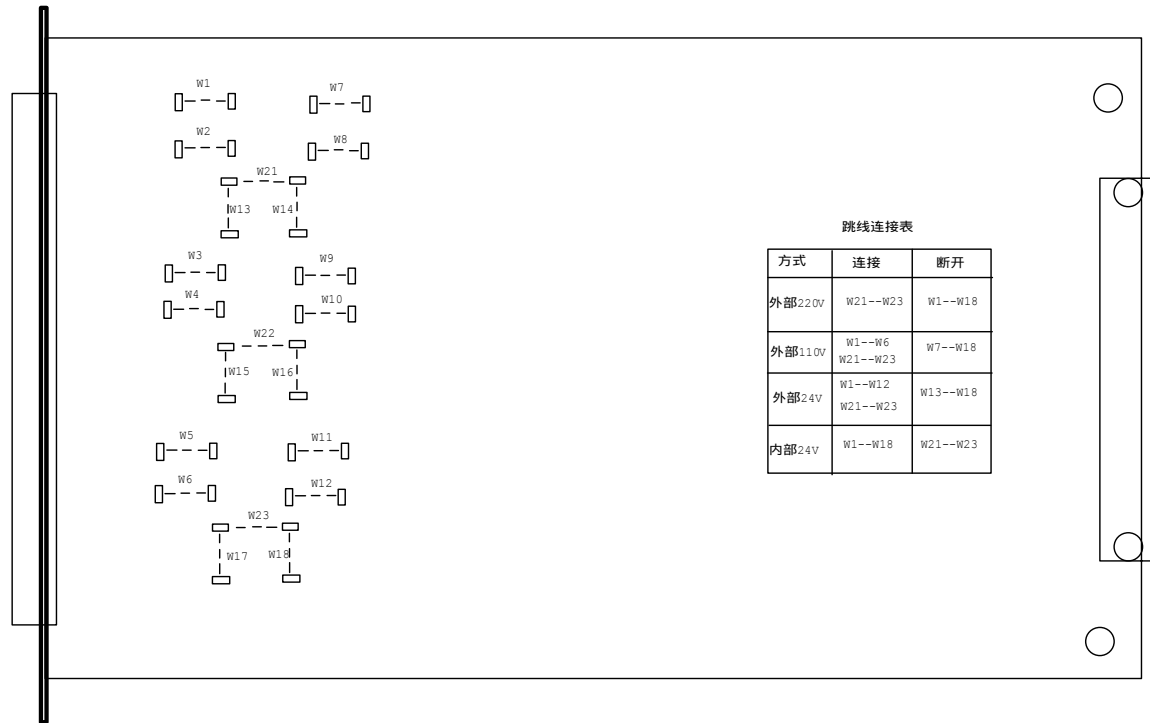 W1
W7
W2
W8
W21
W13
W14
W3
W9
W4
W10
W22
W15
W16
W5
W11
W6
W12
W23
W17
W18
跳线连接表
方式 连接 断开
外部220V W21--W23 W1--W18
外部110V W1--W6 W7--W18
W21--W23
外部24V W1--W12 W13--W18
W21--W23
内部24V W1--W18 W21--W23